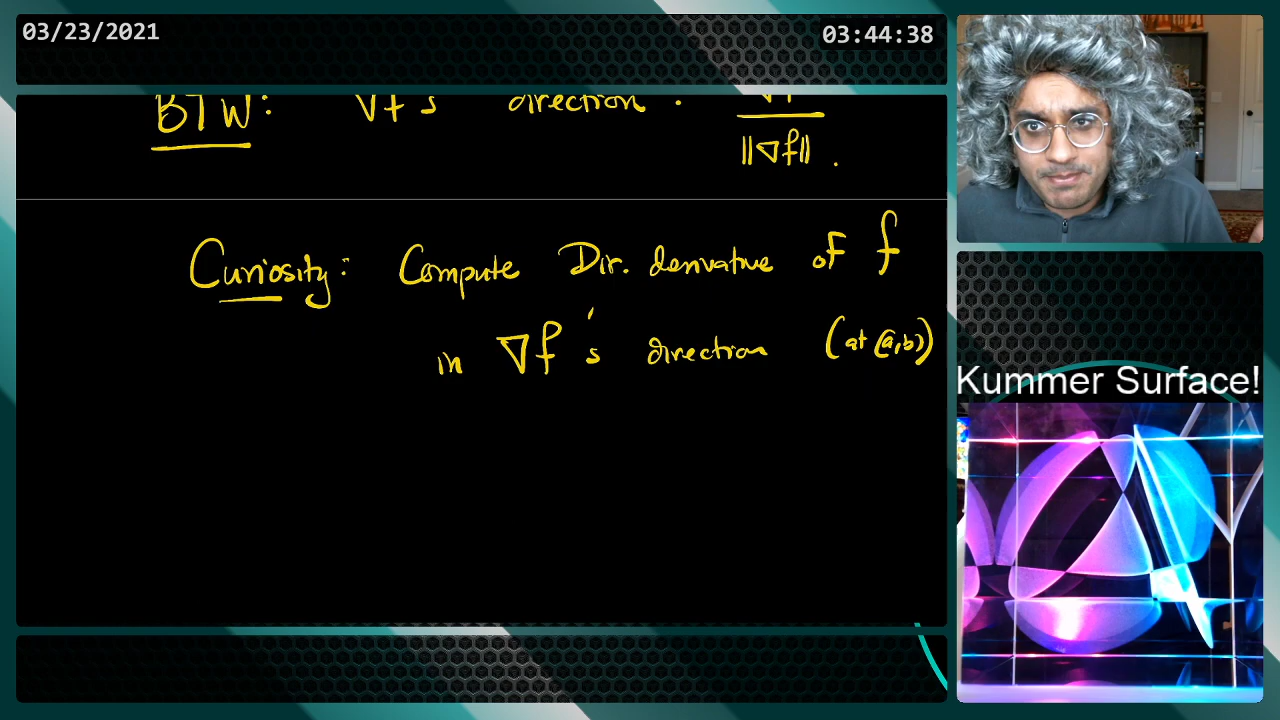 03/23/2021
03:44:38
BTW: ∇f's direction : ∇f
‖∇f‖ .
Curiosity: Compute Dir. derivative of f
in ∇f's direction (at (a,b))
Kummer Surface!